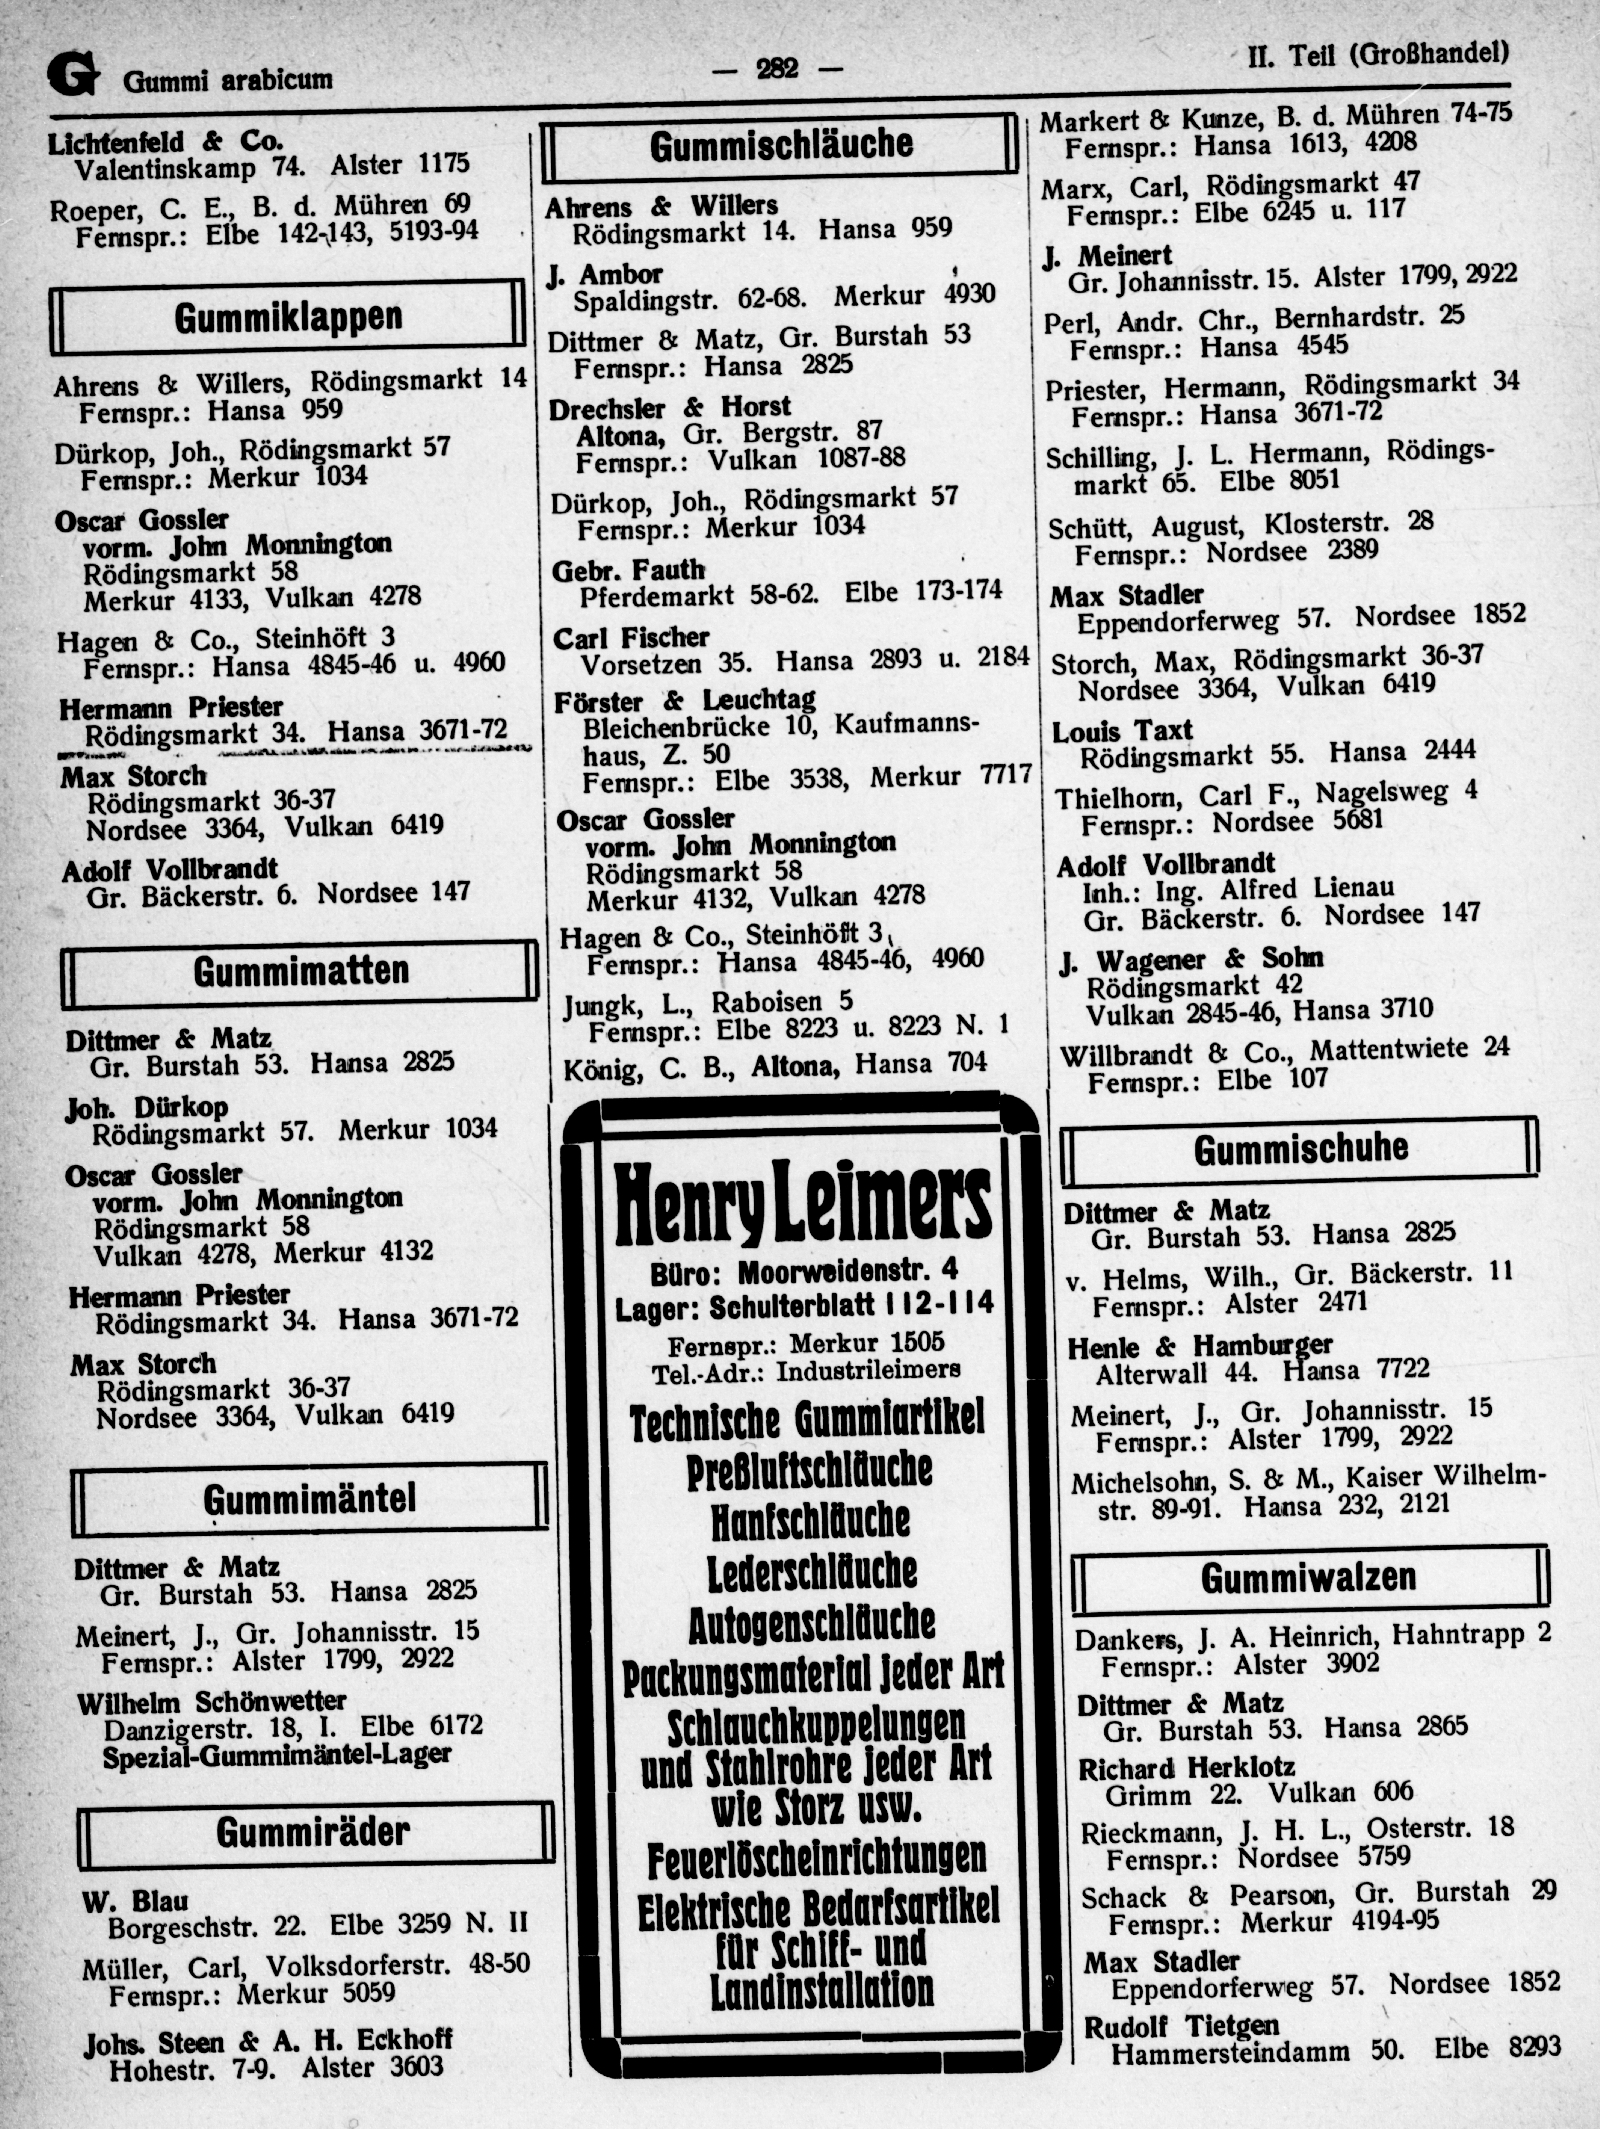 G Gummi arabicum
— 282 —
II. Teil (Großhandel)
Lichtenfeld & Co.
Valentinskamp 74. Alster 1175
Roeper, C. E., B. d. Mühren 69
Fernspr.: Elbe 142-143, 5193-94
Gummiklappen
Ahrens & Willers, Rödingsmarkt 14
Fernspr.: Hansa 959
Dürkop, Joh., Rödingsmarkt 57
Fernspr.: Merkur 1034
Oscar Gossler
vorm. John Monnington
Rödingsmarkt 58
Merkur 4133, Vulkan 4278
Hagen & Co., Steinhöft 3
Fernspr.: Hansa 4845-46 u. 4960
Hermann Priester
Rödingsmarkt 34. Hansa 3671-72
Max Storch
Rödingsmarkt 36-37
Nordsee 3364, Vulkan 6419
Adolf Vollbrandt
Gr. Bäckerstr. 6. Nordsee 147
Gummimatten
Dittmer & Matz
Gr. Burstah 53. Hansa 2825
Joh. Dürkop
Rödingsmarkt 57. Merkur 1034
Oscar Gossler
vorm. John Monnington
Rödingsmarkt 58
Vulkan 4278, Merkur 4132
Hermann Priester
Rödingsmarkt 34. Hansa 3671-72
Max Storch
Rödingsmarkt 36-37
Nordsee 3364, Vulkan 6419
Gummimäntel
Dittmer & Matz
Gr. Burstah 53. Hansa 2825
Meinert, J., Gr. Johannisstr. 15
Fernspr.: Alster 1799, 2922
Wilhelm Schönwetter
Danzigerstr. 18, I. Elbe 6172
Spezial-Gummimäntel-Lager
Gummiräder
W. Blau
Borgeschstr. 22. Elbe 3259 N. II
Müller, Carl, Volksdorferstr. 48-50
Fernspr.: Merkur 5059
Johs. Steen & A. H. Eckhoff
Hohestr. 7-9. Alster 3603
Gummischläuche
Ahrens & Willers
Rödingsmarkt 14. Hansa 959
J. Ambor
Spaldingstr. 62-68. Merkur 4930
Dittmer & Matz, Gr. Burstah 53
Fernspr.: Hansa 2825
Drechsler & Horst
Altona, Gr. Bergstr. 87
Fernspr.: Vulkan 1087-88
Dürkop, Joh., Rödingsmarkt 57
Fernspr.: Merkur 1034
Gebr. Fauth
Pferdemarkt 58-62. Elbe 173-174
Carl Fischer
Vorsetzen 35. Hansa 2893 u. 2184
Förster & Leuchtag
Bleichenbrücke 10, Kaufmanns-
haus, Z. 50
Fernspr.: Elbe 3538, Merkur 7717
Oscar Gossler
vorm. John Monnington
Rödingsmarkt 58
Merkur 4132, Vulkan 4278
Hagen & Co., Steinhöft 3
Fernspr.: Hansa 4845-46, 4960
Jungk, L., Raboisen 5
Fernspr.: Elbe 8223 u. 8223 N. 1
König, C. B., Altona, Hansa 704
Henry Leimers
Büro: Moorweidenstr. 4
Lager: Schulterblatt 112-114
Fernspr.: Merkur 1505
Tel.-Adr.: Industrileimers
Technische Gummiartikel
Preßluftschläuche
Hanfschläuche
Lederschläuche
Autogenschläuche
Packungsmaterial jeder Art
Schlauchkuppelungen
und Stahlrohre jeder Art
wie Storz usw.
Feuerlöscheinrichtungen
Elektrische Bedarfsartikel
für Schiff- und
Landinstallation
Markert & Kunze, B. d. Mühren 74-75
Fernspr.: Hansa 1613, 4208
Marx, Carl, Rödingsmarkt 47
Fernspr.: Elbe 6245 u. 117
J. Meinert
Gr. Johannisstr. 15. Alster 1799, 2922
Perl, Andr. Chr., Bernhardstr. 25
Fernspr.: Hansa 4545
Priester, Hermann, Rödingsmarkt 34
Fernspr.: Hansa 3671-72
Schilling, J. L. Hermann, Rödings-
markt 65. Elbe 8051
Schütt, August, Klosterstr. 28
Fernspr.: Nordsee 2389
Max Stadler
Eppendorferweg 57. Nordsee 1852
Storch, Max, Rödingsmarkt 36-37
Nordsee 3364, Vulkan 6419
Louis Taxt
Rödingsmarkt 55. Hansa 2444
Thielhorn, Carl F., Nagelsweg 4
Fernspr.: Nordsee 5681
Adolf Vollbrandt
Inh.: Ing. Alfred Lienau
Gr. Bäckerstr. 6. Nordsee 147
J. Wagener & Sohn
Rödingsmarkt 42
Vulkan 2845-46, Hansa 3710
Willbrandt & Co., Mattentwiete 24
Fernspr.: Elbe 107
Gummischuhe
Dittmer & Matz
Gr. Burstah 53. Hansa 2825
v. Helms, Wilh., Gr. Bäckerstr. 11
Fernspr.: Alster 2471
Henle & Hamburger
Alterwall 44. Hansa 7722
Meinert, J., Gr. Johannisstr. 15
Fernspr.: Alster 1799, 2922
Michelsohn, S. & M., Kaiser Wilhelm-
str. 89-91. Hansa 232, 2121
Gummiwalzen
Dankers, J. A. Heinrich, Hahntrapp 2
Fernspr.: Alster 3902
Dittmer & Matz
Gr. Burstah 53. Hansa 2865
Richard Herklotz
Grimm 22. Vulkan 606
Rieckmann, J. H. L., Osterstr. 18
Fernspr.: Nordsee 5759
Schack & Pearson, Gr. Burstah 29
Fernspr.: Merkur 4194-95
Max Stadler
Eppendorferweg 57. Nordsee 1852
Rudolf Tietgen
Hammersteindamm 50. Elbe 8293